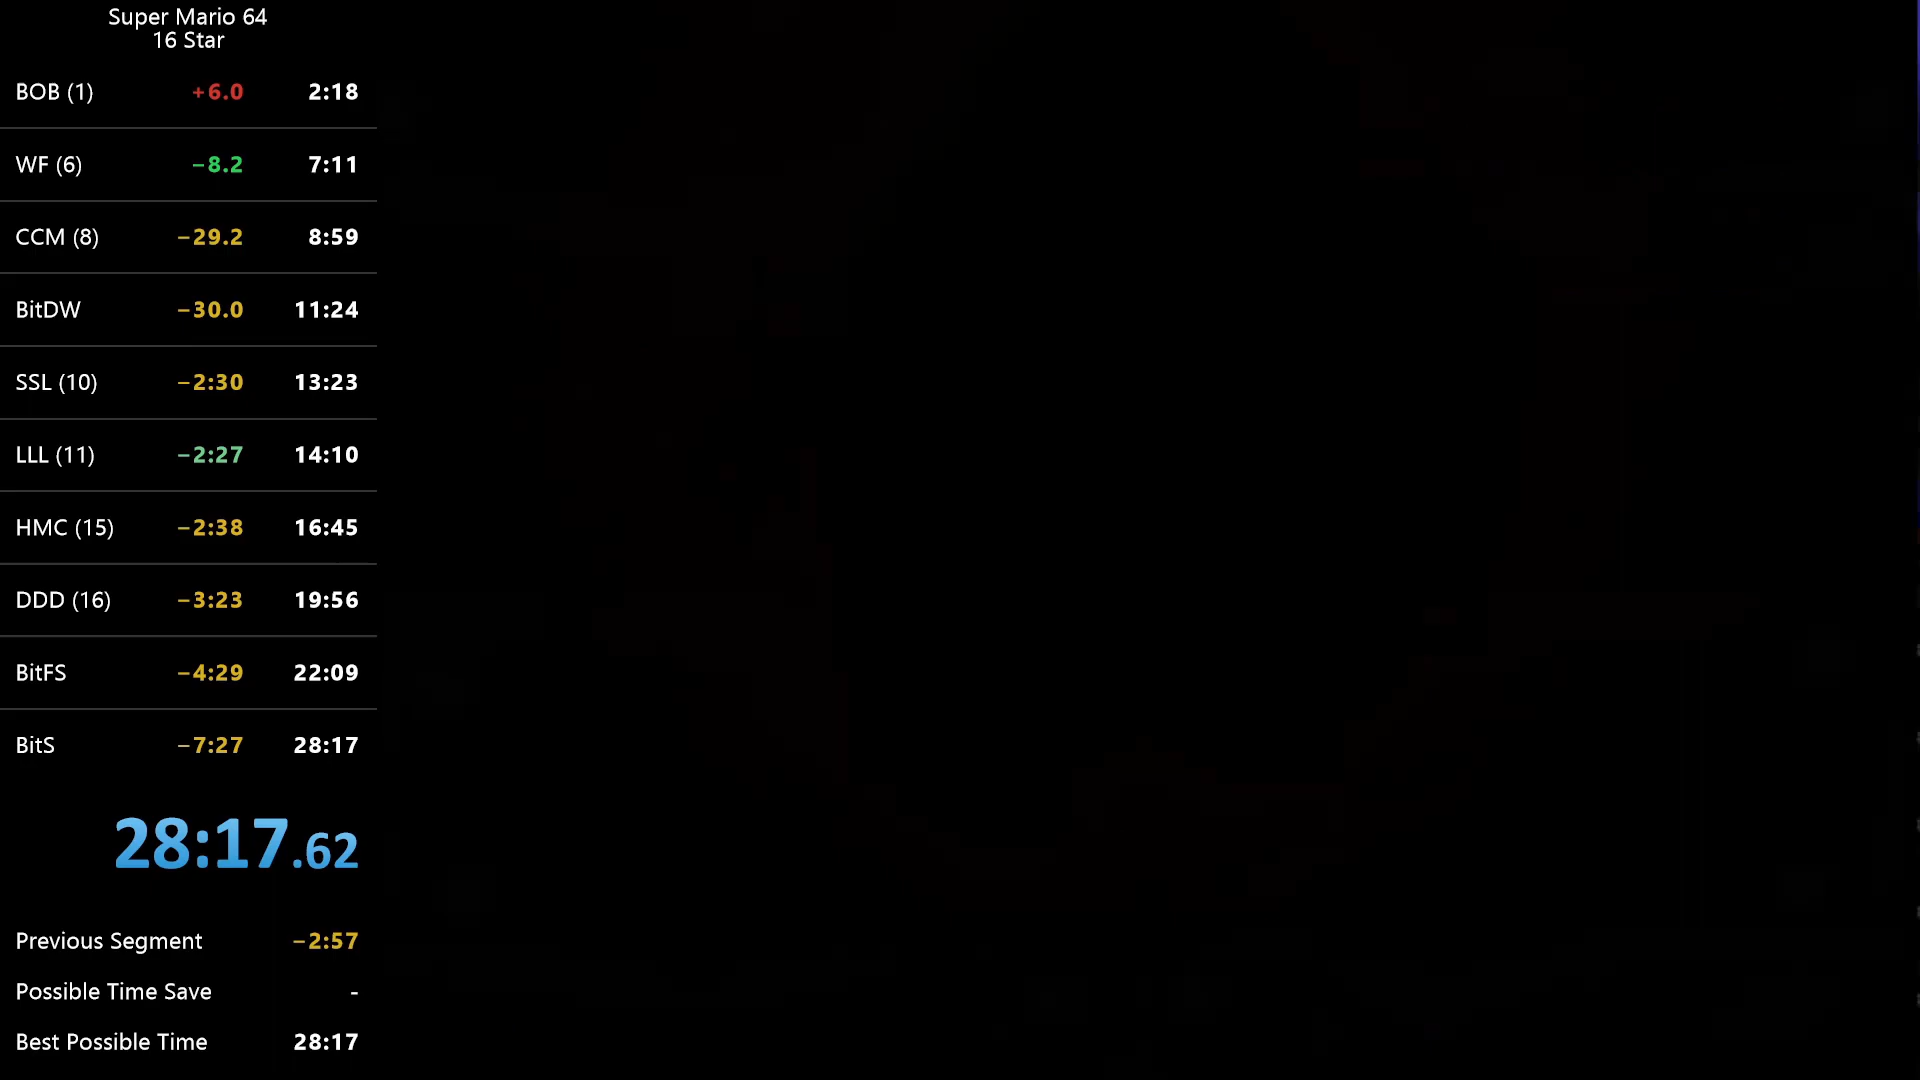 Super Mario 64
16 Star
BOB (1) +6.0 2:18
WF (6) −8.2 7:11
CCM (8) −29.2 8:59
BitDW −30.0 11:24
SSL (10) −2:30 13:23
LLL (11) −2:27 14:10
HMC (15) −2:38 16:45
DDD (16) −3:23 19:56
BitFS −4:29 22:09
BitS −7:27 28:17
28:17.62
Previous Segment −2:57
Possible Time Save -
Best Possible Time 28:17